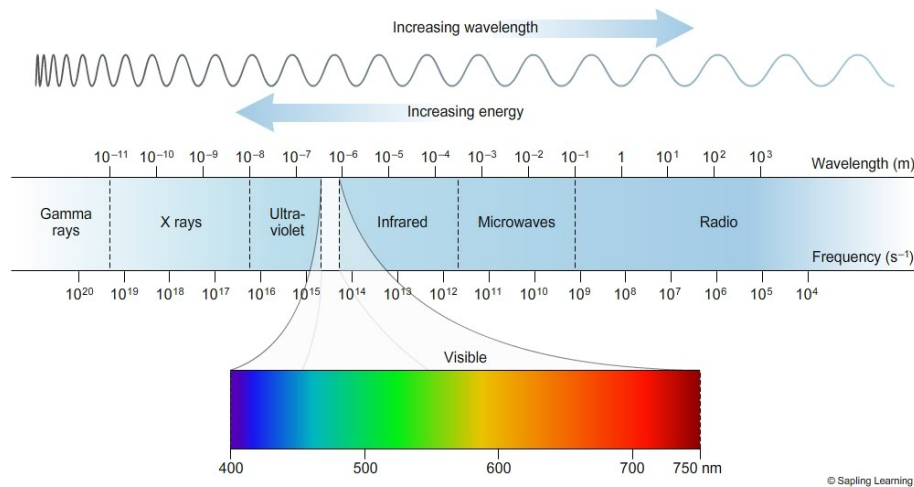 Increasing wavelength
Increasing energy
10⁻¹¹ 10⁻¹⁰ 10⁻⁹ 10⁻⁸ 10⁻⁷ 10⁻⁶ 10⁻⁵ 10⁻⁴ 10⁻³ 10⁻² 10⁻¹ 1 10¹ 10² 10³ Wavelength (m)
Gamma
rays
X rays
Ultra-
violet
Infrared
Microwaves
Radio
Frequency (s⁻¹)
10²⁰ 10¹⁹ 10¹⁸ 10¹⁷ 10¹⁶ 10¹⁵ 10¹⁴ 10¹³ 10¹² 10¹¹ 10¹⁰ 10⁹ 10⁸ 10⁷ 10⁶ 10⁵ 10⁴
Visible
400 500 600 700 750 nm
© Sapling Learning